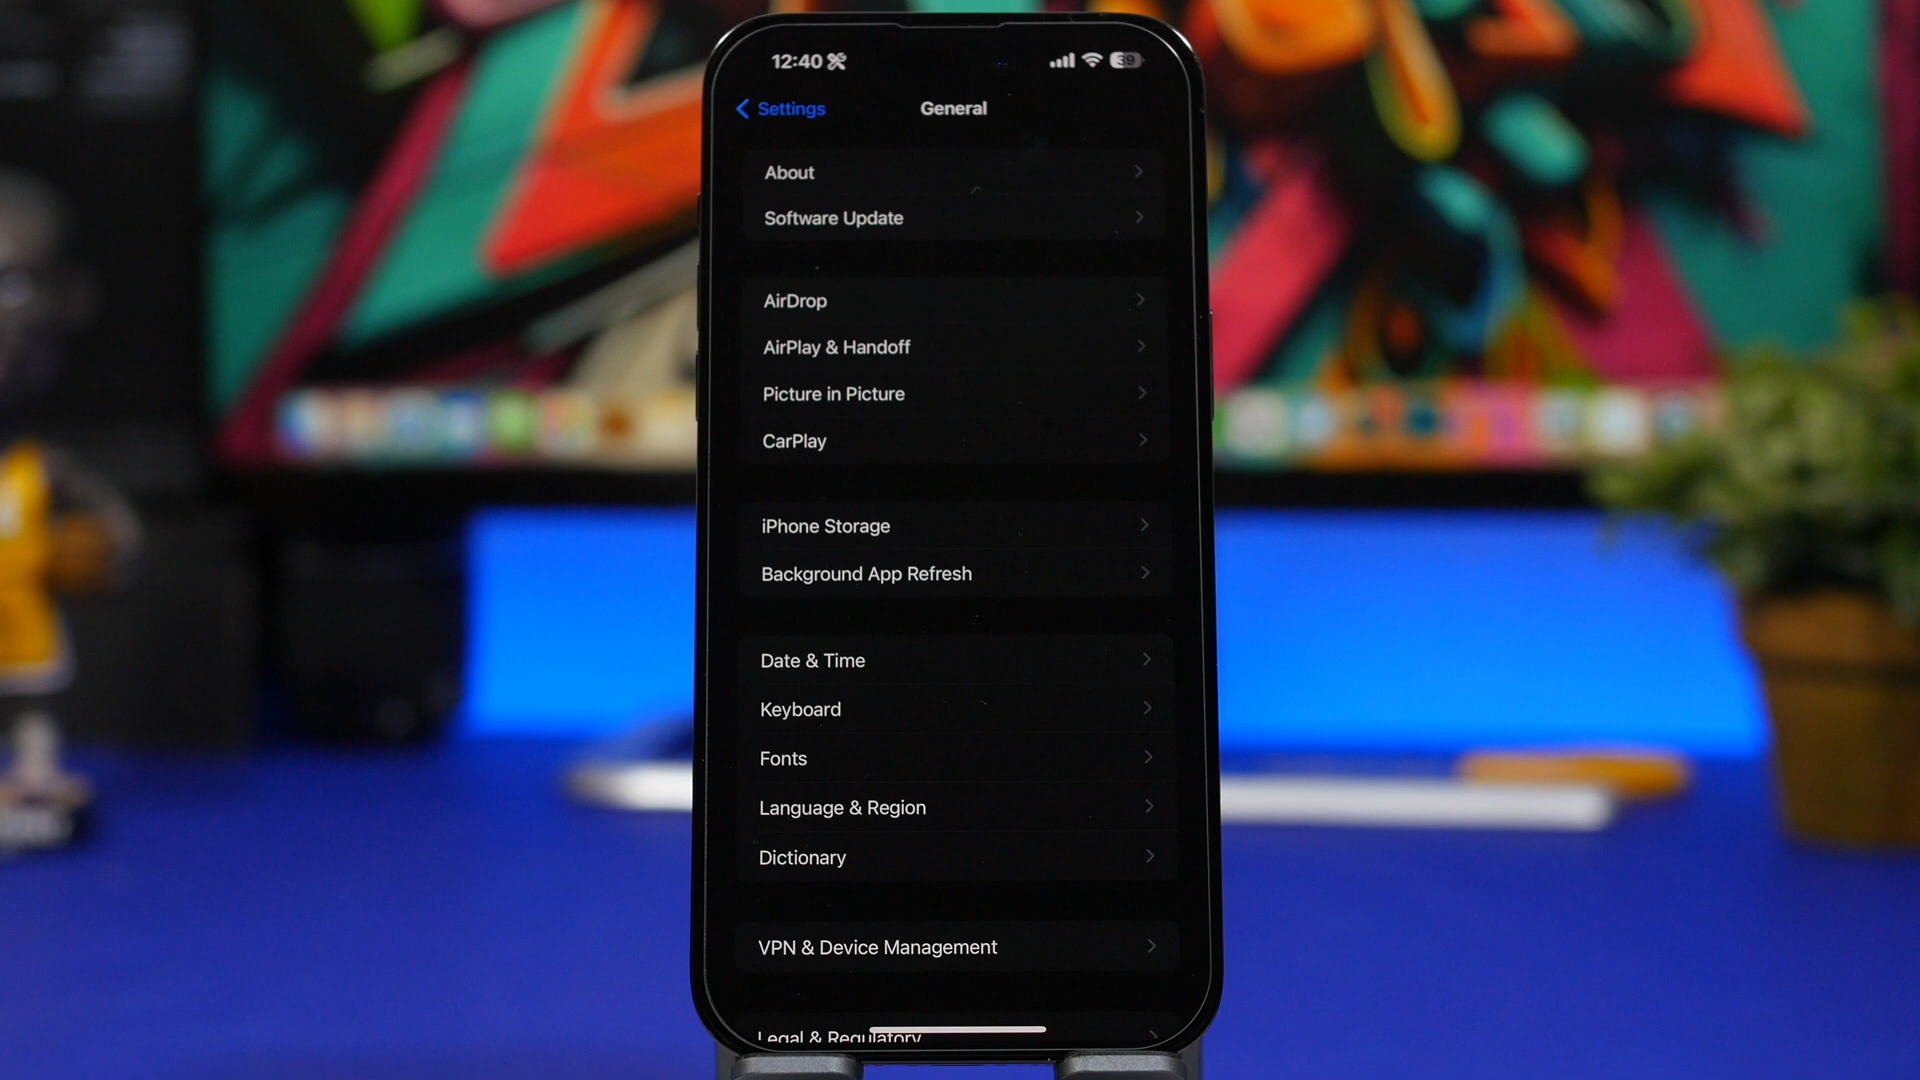 12:40
39
Settings
General
About
Software Update
AirDrop
AirPlay & Handoff
Picture in Picture
CarPlay
iPhone Storage
Background App Refresh
Date & Time
Keyboard
Fonts
Language & Region
Dictionary
VPN & Device Management
Legal & Regulatory